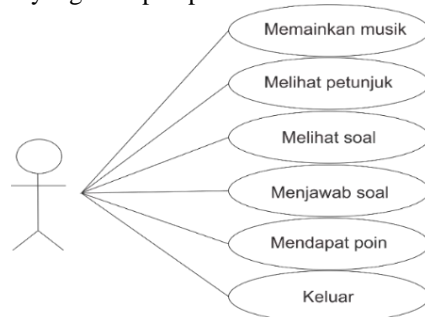 Memainkan musik
Melihat petunjuk
Melihat soal
Menjawab soal
Mendapat poin
Keluar